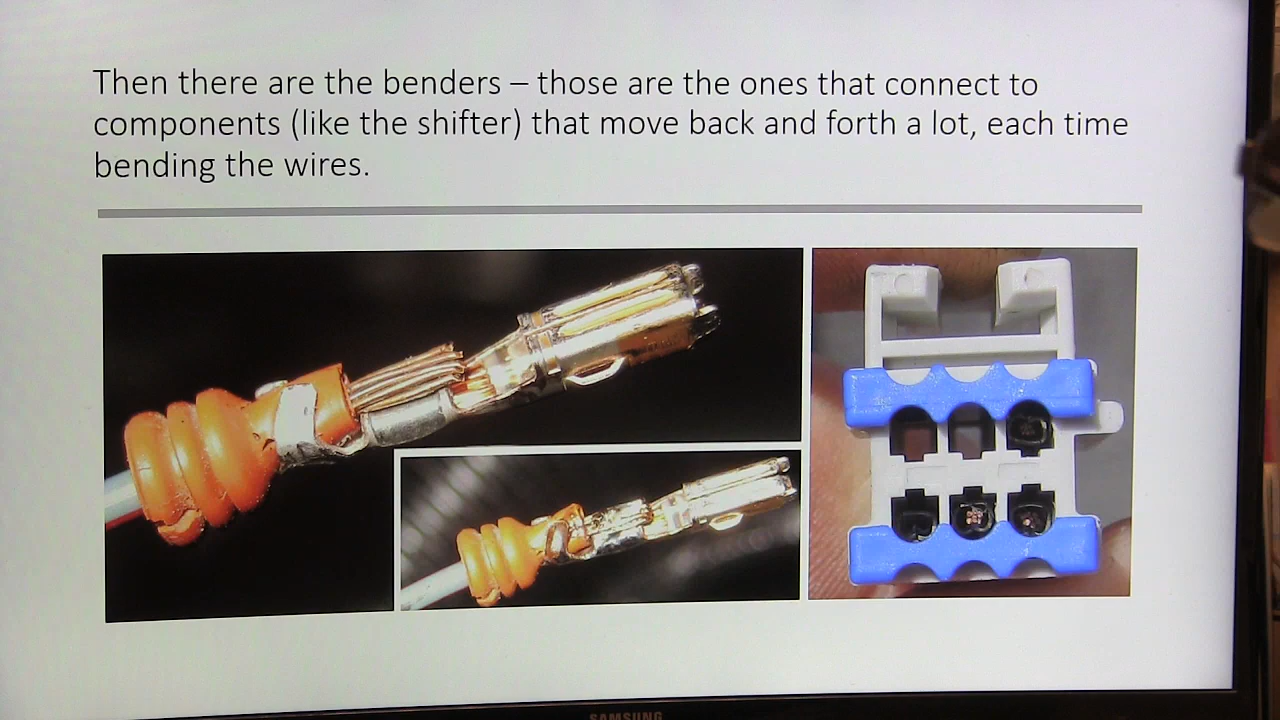 Then there are the benders – those are the ones that connect to
components (like the shifter) that move back and forth a lot, each time
bending the wires.
SAMSUNG